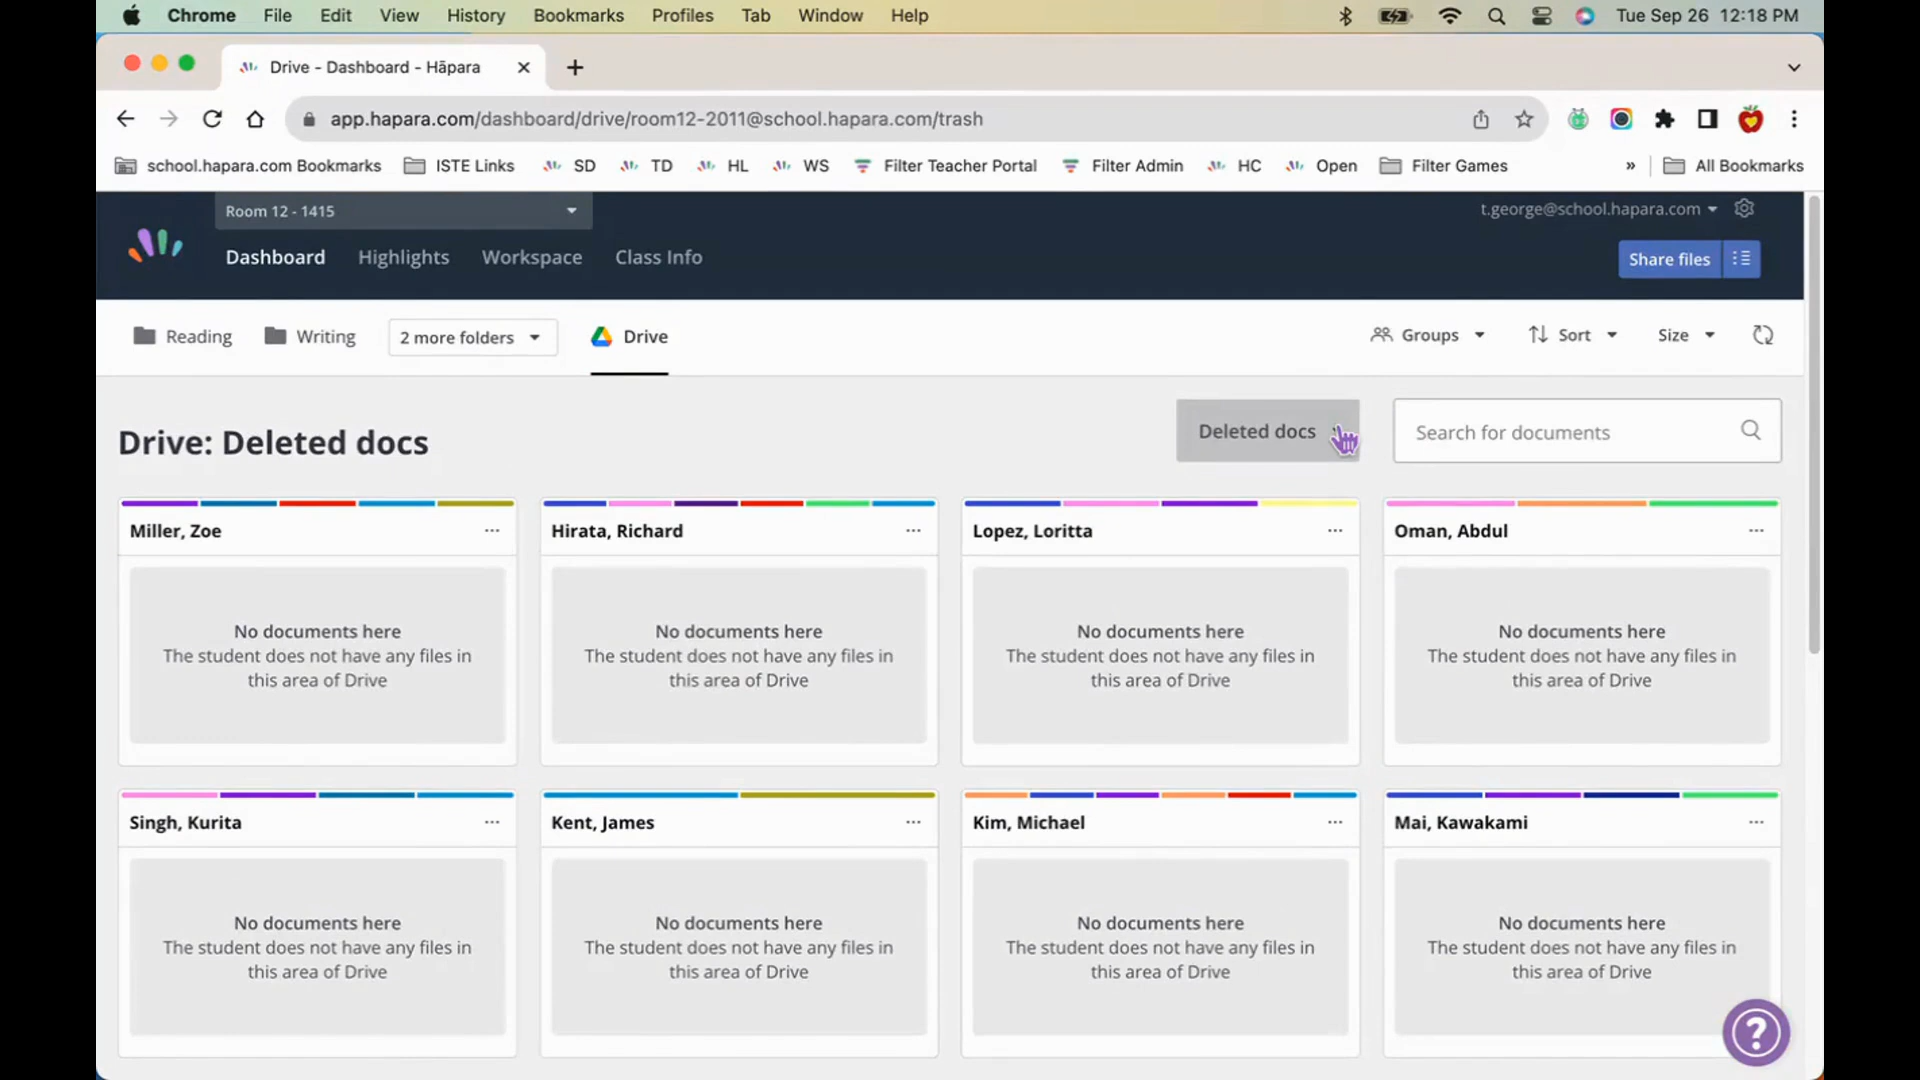 Chrome File Edit View History Bookmarks Profiles Tab Window Help Tue Sep 26 12:18 PM
Drive - Dashboard - Hāpara
app.hapara.com/dashboard/drive/room12-2011@school.hapara.com/trash
school.hapara.com Bookmarks ISTE Links SD TD HL WS Filter Teacher Portal Filter Admin HC Open Filter Games » All Bookmarks
Room 12 - 1415 t.george@school.hapara.com
Dashboard Highlights Workspace Class Info Share files
Reading Writing 2 more folders Drive Groups Sort Size
Drive: Deleted docs Deleted docs Search for documents
Miller, Zoe Hirata, Richard Lopez, Loritta Oman, Abdul
No documents here No documents here No documents here No documents here
The student does not have any files in The student does not have any files in The student does not have any files in The student does not have any files in
this area of Drive this area of Drive this area of Drive this area of Drive
Singh, Kurita Kent, James Kim, Michael Mai, Kawakami
No documents here No documents here No documents here No documents here
The student does not have any files in The student does not have any files in The student does not have any files in The student does not have any files in
this area of Drive this area of Drive this area of Drive this area of Drive
?